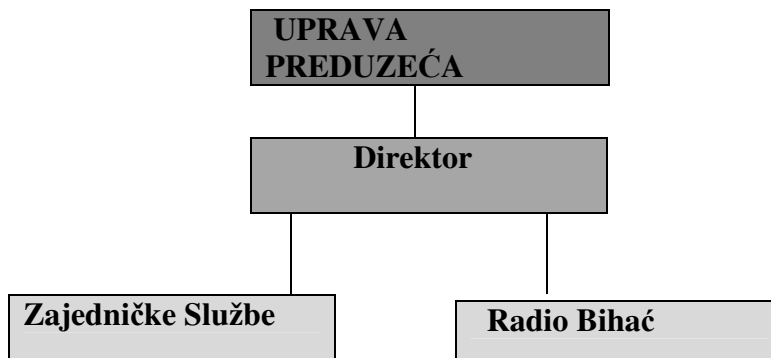 UPRAVA
PREDUZEĆA
Direktor
Zajedničke Službe
Radio Bihać